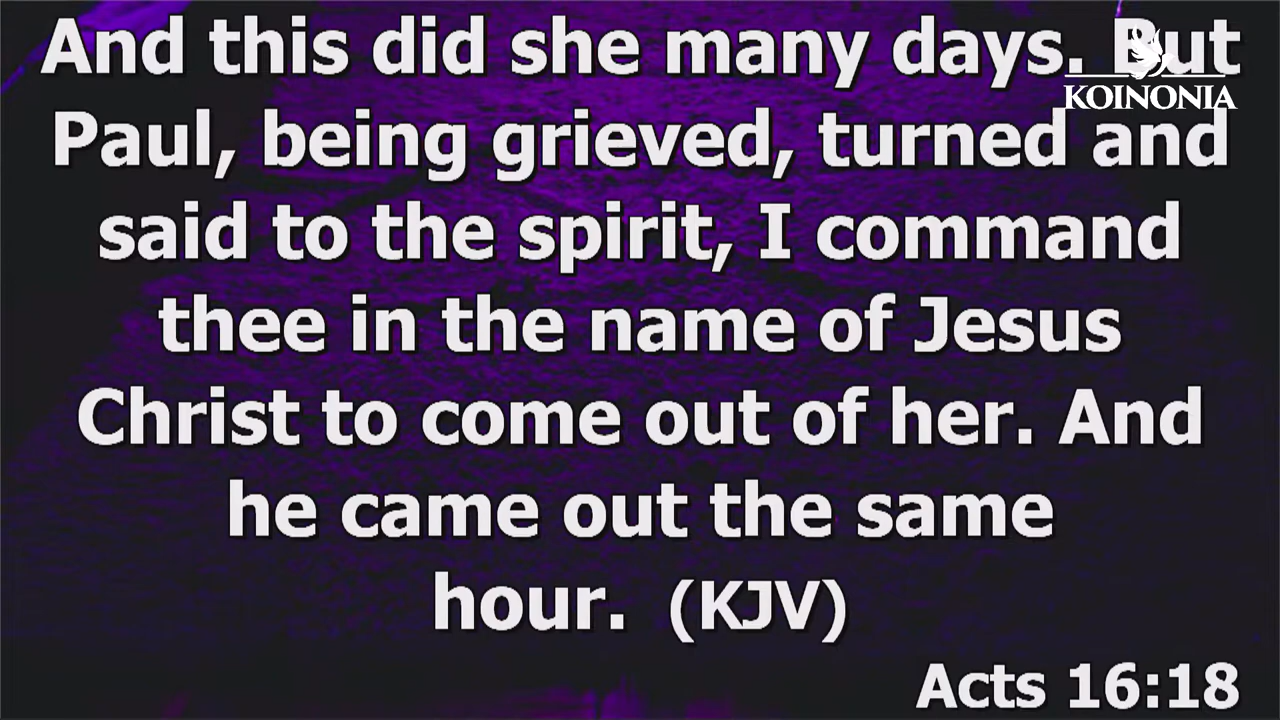 And this did she many days. But
KOINONIA
Paul, being grieved, turned and
said to the spirit, I command
thee in the name of Jesus
Christ to come out of her. And
he came out the same
hour. (KJV)
Acts 16:18